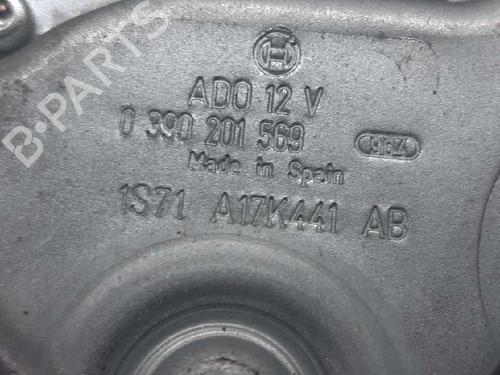 B-PARTS
ADO 12 V
0 390 201 569
Made in Spain
1S71 A17K441 AB